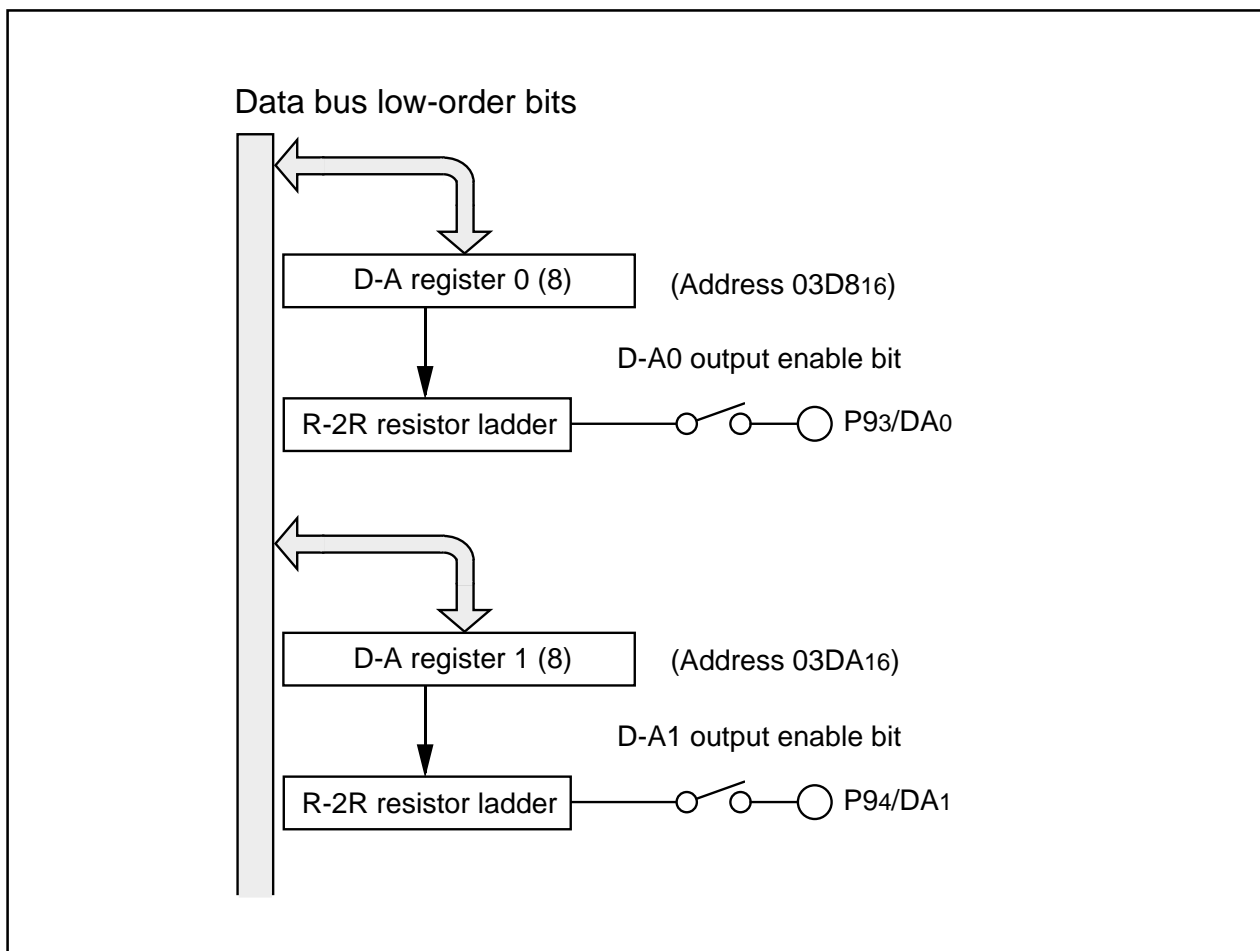 Data bus low-order bits
D-A register 0 (8)
(Address 03D816)
D-A0 output enable bit
R-2R resistor ladder
P93/DA0
D-A register 1 (8)
(Address 03DA16)
D-A1 output enable bit
R-2R resistor ladder
P94/DA1